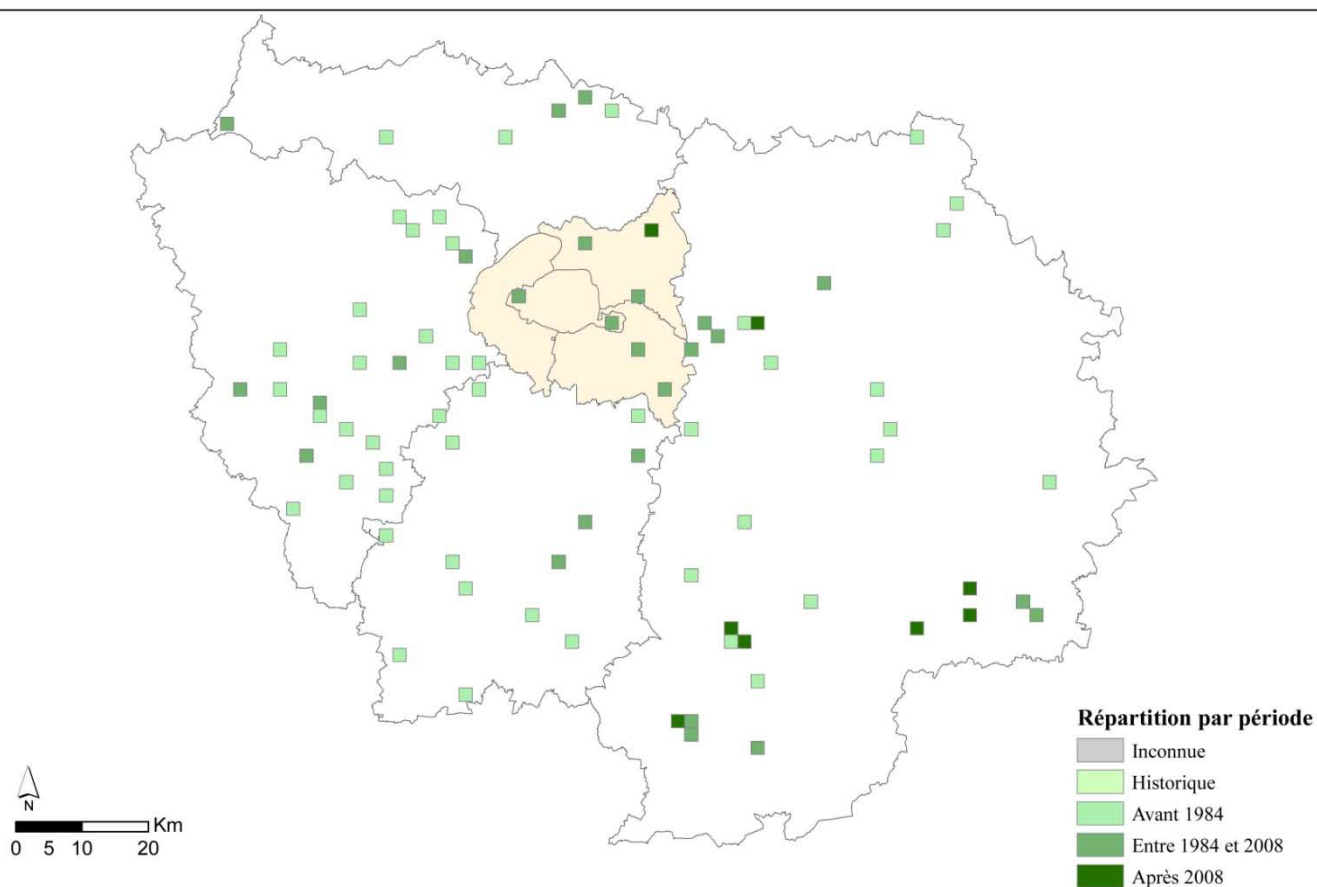 Répartition par période
Inconnue
Historique
Avant 1984
Entre 1984 et 2008
Après 2008
N
Km
0 5 10 20